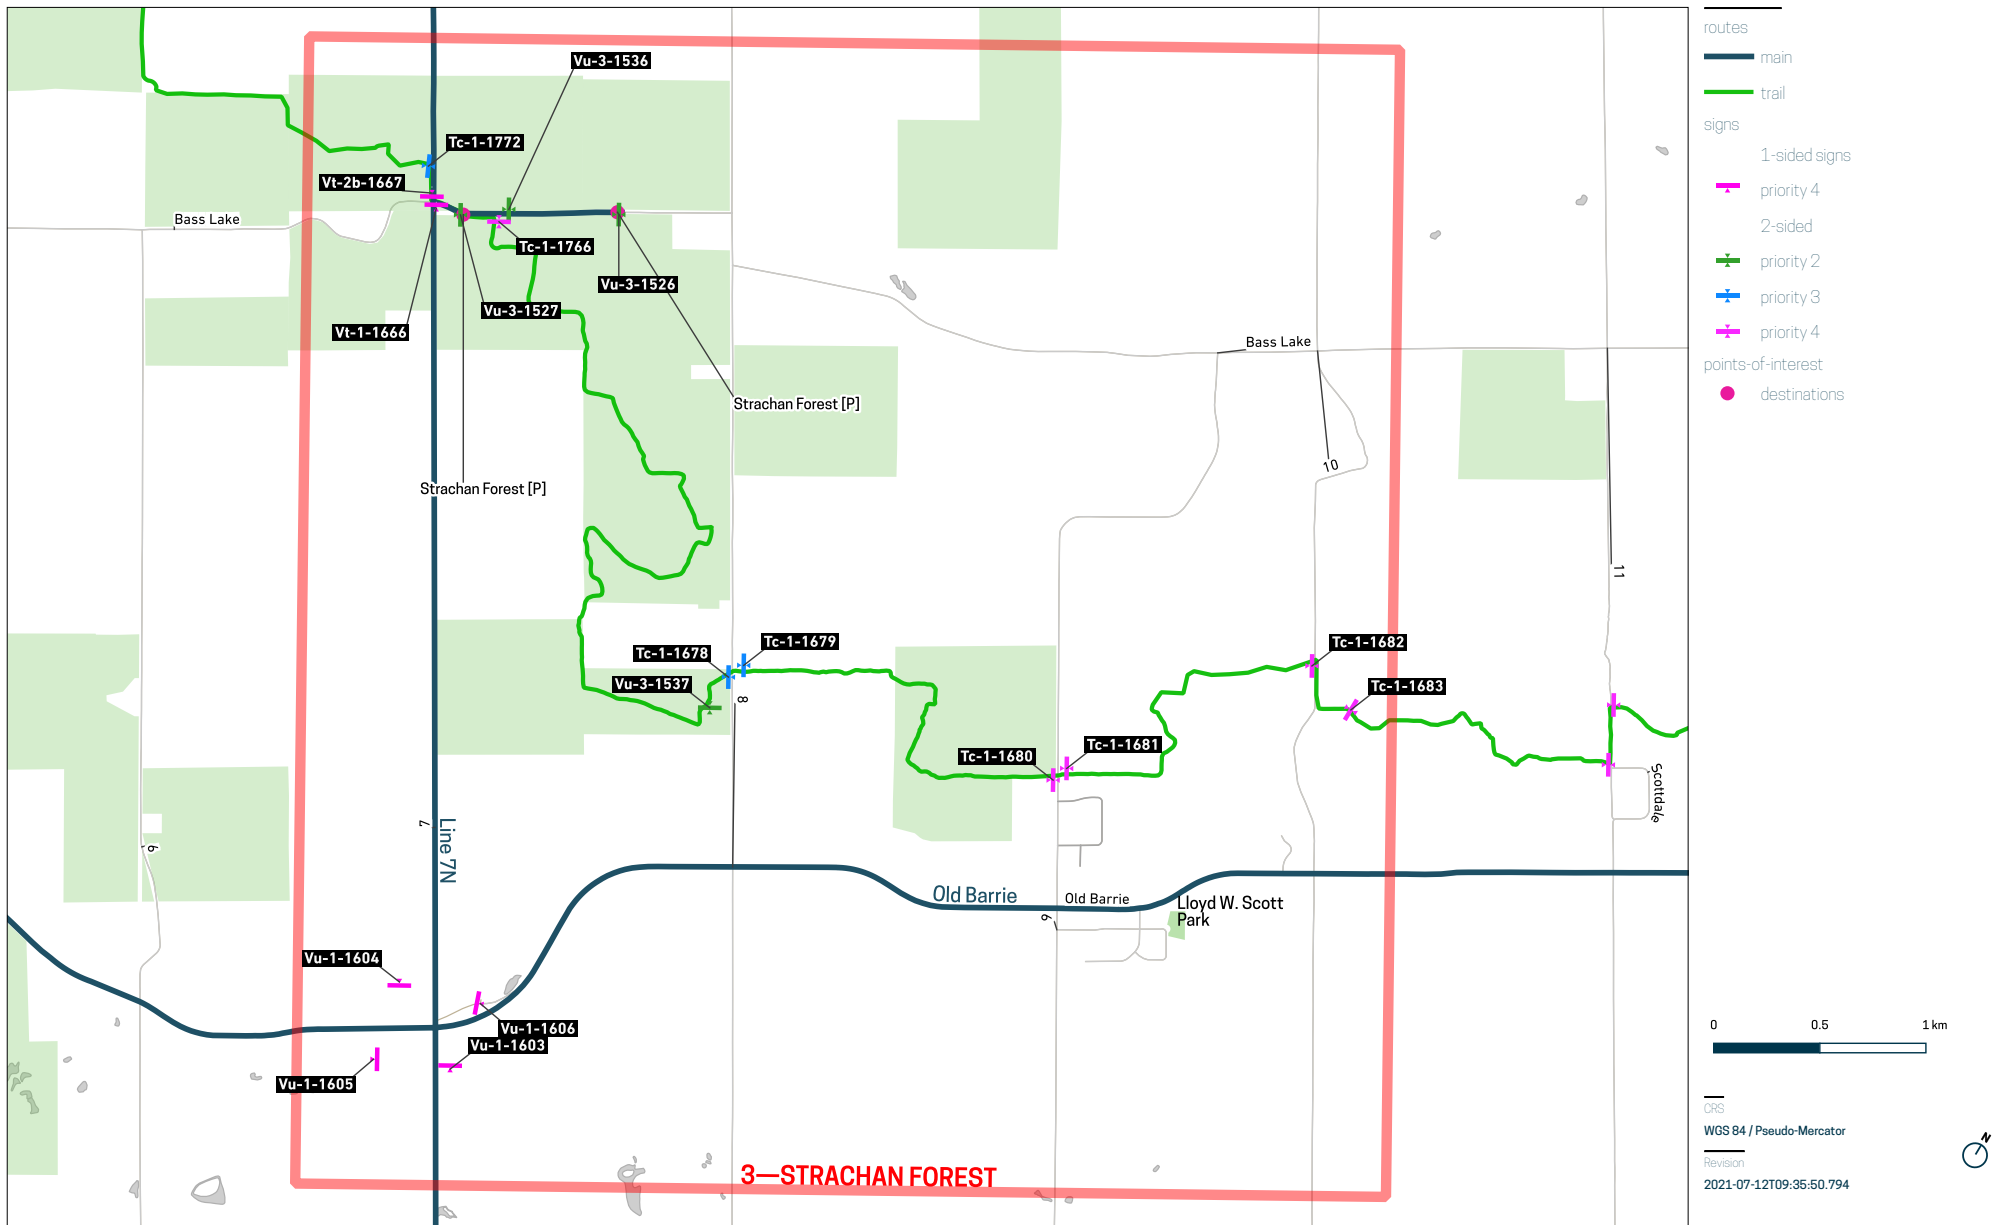 Vu-3-1536
Tc-1-1772
Vt-2b-1667
Bass Lake
Tc-1-1766
Vu-3-1526
Vu-3-1527
Vt-1-1666
Bass Lake
Strachan Forest [P]
10
Strachan Forest [P]
11
Tc-1-1679
Tc-1-1678
Tc-1-1682
Vu-3-1537
Tc-1-1683
8
Tc-1-1681
Tc-1-1680
Scottdale
7
Line 7N
6
Old Barrie
Old Barrie
Lloyd W. Scott
Park
9
Vu-1-1604
Vu-1-1606
Vu-1-1603
Vu-1-1605
3—STRACHAN FOREST
routes
main
trail
signs
1-sided signs
priority 4
2-sided
priority 2
priority 3
priority 4
points-of-interest
destinations
0 0.5 1 km
CRS
WGS 84 / Pseudo-Mercator
N
Revision
2021-07-12T09:35:50.794